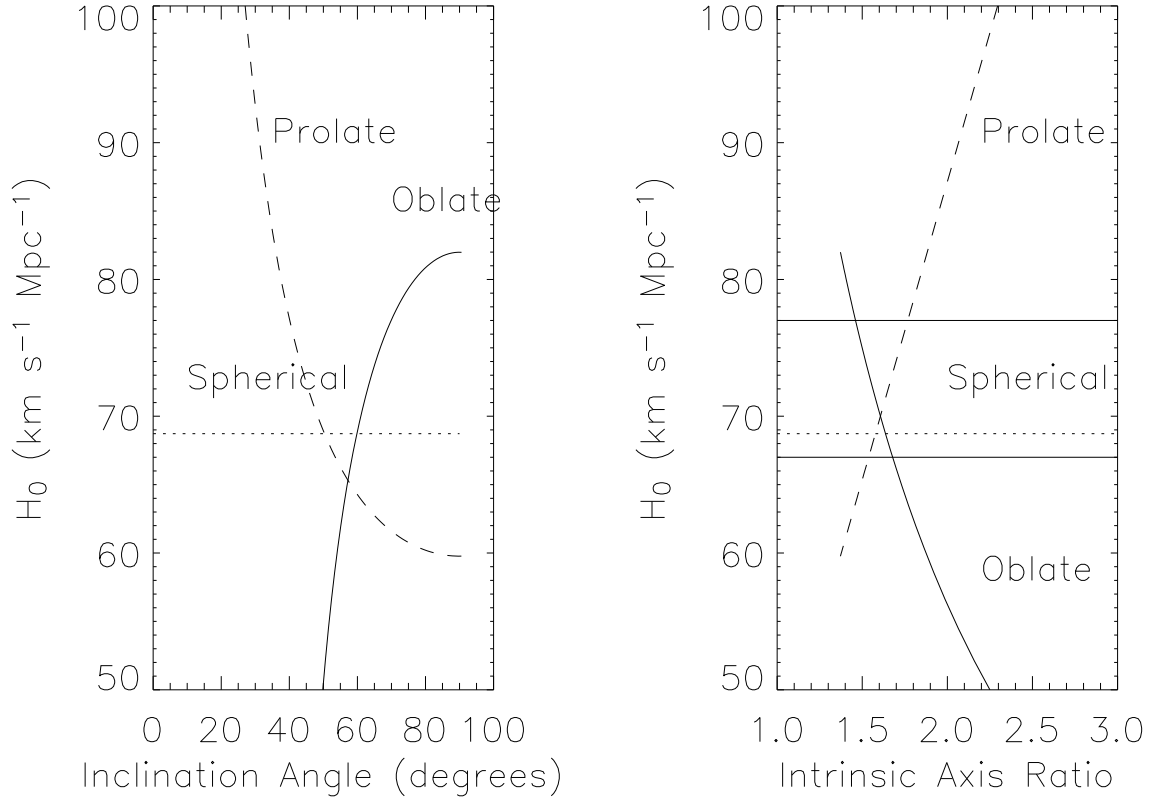 100
90
80
70
60
50
H₀ (km s⁻¹ Mpc⁻¹)
Prolate
Oblate
Spherical
0 20 40 60 80 100
Inclination Angle (degrees)
100
90
80
70
60
50
H₀ (km s⁻¹ Mpc⁻¹)
Prolate
Spherical
Oblate
1.0 1.5 2.0 2.5 3.0
Intrinsic Axis Ratio